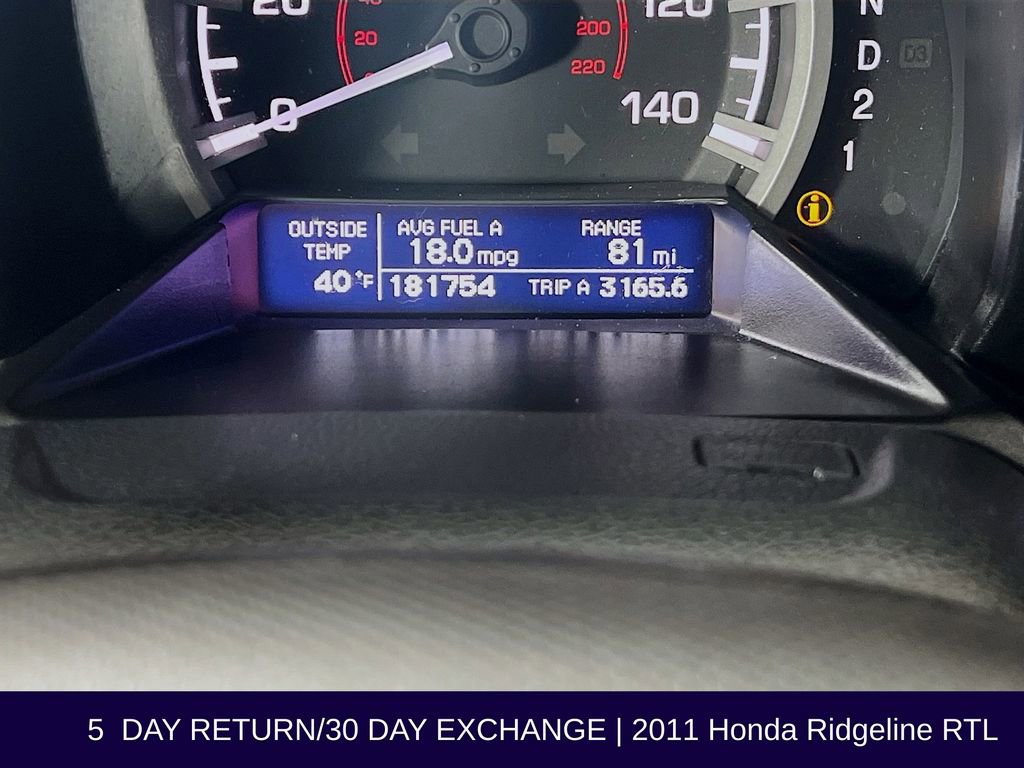 20
40
20
0
200
220
120
140
N
D D3
2
1
OUTSIDE TEMP 40 °F
AVG FUEL A 18.0 mpg
RANGE 81 mi
181754 TRIP A 3165.6
5 DAY RETURN/30 DAY EXCHANGE | 2011 Honda Ridgeline RTL